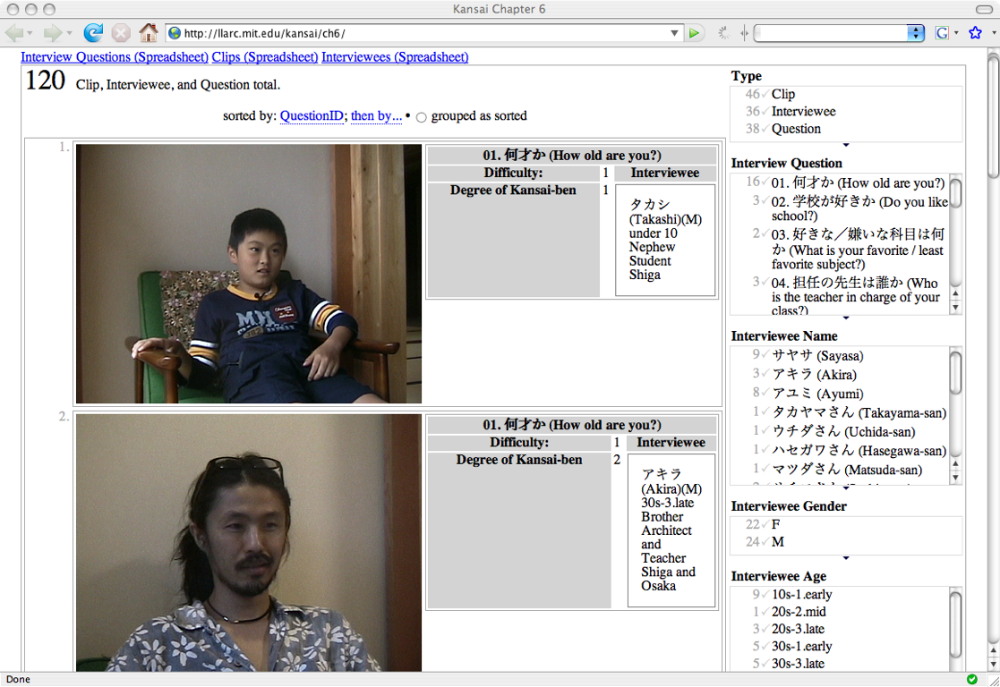 Kansai Chapter 6
http://llarc.mit.edu/kansai/ch6/
G
Interview Questions (Spreadsheet) Clips (Spreadsheet) Interviewees (Spreadsheet)
120 Clip, Interviewee, and Question total.
sorted by: QuestionID; then by... • grouped as sorted
1.
01. 何才か (How old are you?)
Difficulty: 1 Interviewee
Degree of Kansai-ben 1
タカシ
(Takashi)(M)
under 10
Nephew
Student
Shiga
2.
01. 何才か (How old are you?)
Difficulty: 1 Interviewee
Degree of Kansai-ben 2
アキラ
(Akira)(M)
30s-3.late
Brother
Architect
and
Teacher
Shiga and
Osaka
Type
46 Clip
36 Interviewee
38 Question
Interview Question
16 01. 何才か (How old are you?)
3 02. 学校が好きか (Do you like
school?)
2 03. 好きな／嫌いな科目は何
か (What is your favorite / least
favorite subject?)
3 04. 担任の先生は誰か (Who
is the teacher in charge of your
class?)
Interviewee Name
9 サヤサ (Sayasa)
3 アキラ (Akira)
8 アユミ (Ayumi)
1 タカヤマさん (Takayama-san)
1 ウチダさん (Uchida-san)
1 ハセガワさん (Hasegawa-san)
1 マツダさん (Matsuda-san)
Interviewee Gender
22 F
24 M
Interviewee Age
9 10s-1.early
1 20s-2.mid
3 20s-3.late
5 30s-1.early
5 30s-3.late
Done